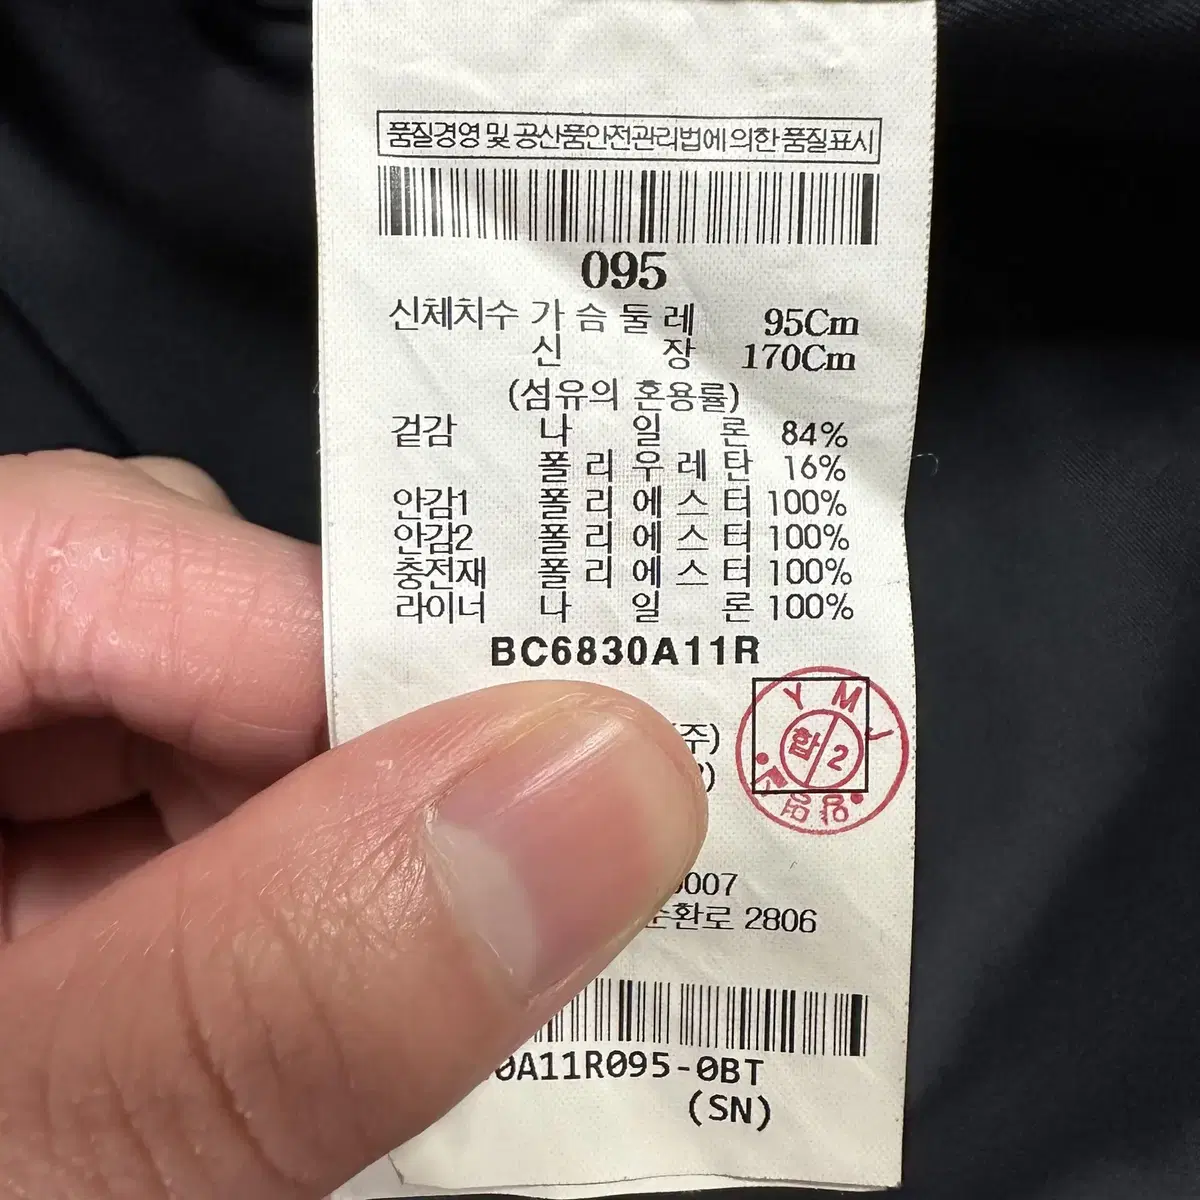 품질경영 및 공산품안전관리법에 의한 품질표시
095
신체치수 가슴둘레 95Cm
신장 170Cm
(섬유의 혼용률)
겉감 나일론 84%
폴리우레탄 16%
안감1 폴리에스터 100%
안감2 폴리에스터 100%
충전재 폴리에스터 100%
라이너 나일론 100%
BC6830A11R
Y M J
합/2
(주)
순환로 2806
0A11R095-0BT
(SN)